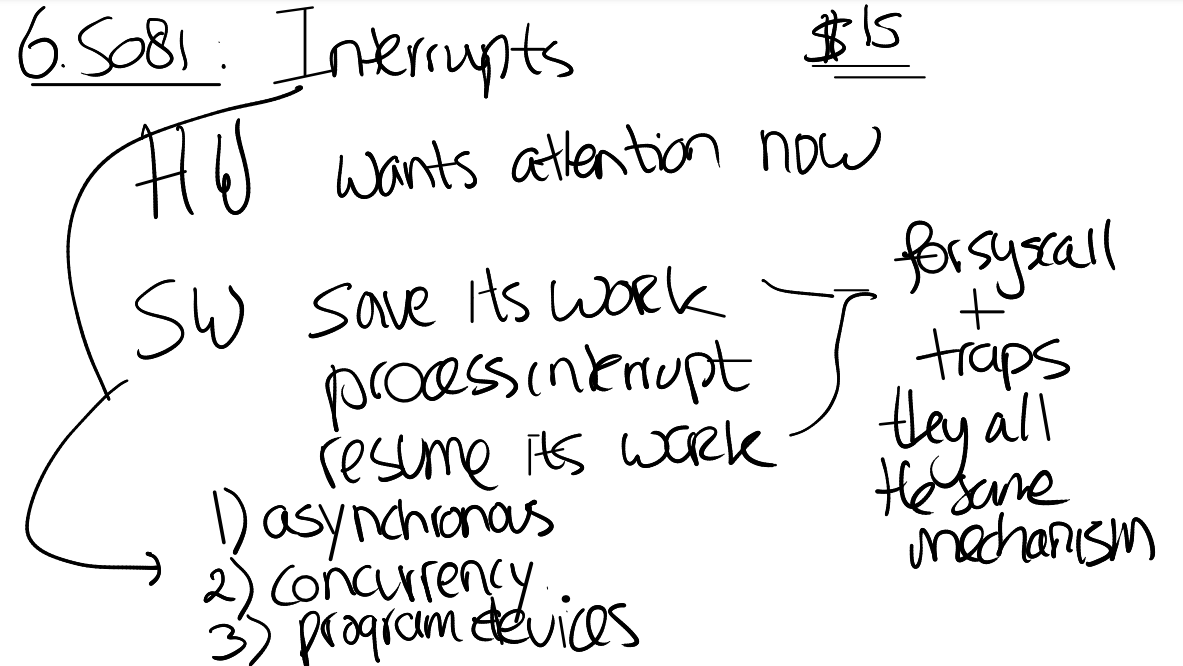 6.S081: Interrupts
$15
HW wants attention now
SW save its work
process interrupt
resume its work
for syscall
+
traps
they all
the same
mechanism
1) asynchronous
2) concurrency
3) program devices